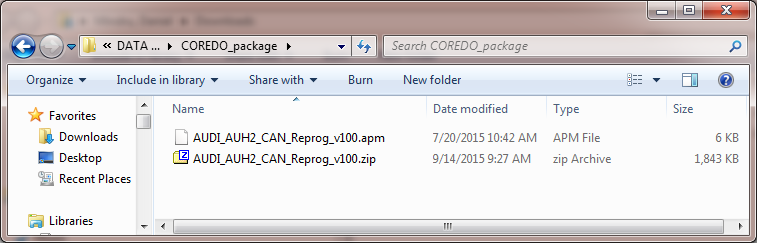 « DATA ... ▸ COREDO_package ▸ Search COREDO_package
Organize ▾ Include in library ▾ Share with ▾ Burn New folder
Favorites
Downloads
Desktop
Recent Places
Libraries
Name Date modified Type Size
AUDI_AUH2_CAN_Reprog_v100.apm 7/20/2015 10:42 AM APM File 6 KB
AUDI_AUH2_CAN_Reprog_v100.zip 9/14/2015 9:27 AM zip Archive 1,843 KB